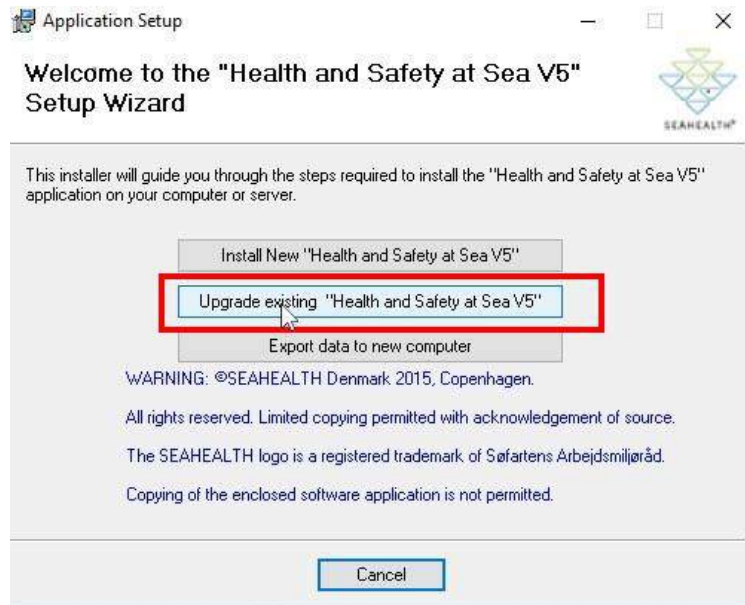 Application Setup
Welcome to the "Health and Safety at Sea V5"
Setup Wizard
SEAHEALTH®
This installer will guide you through the steps required to install the "Health and Safety at Sea V5"
application on your computer or server.
Install New "Health and Safety at Sea V5"
Upgrade existing "Health and Safety at Sea V5"
Export data to new computer
WARNING: ©SEAHEALTH Denmark 2015, Copenhagen.
All rights reserved. Limited copying permitted with acknowledgement of source.
The SEAHEALTH logo is a registered trademark of Søfartens Arbejdsmiljøråd.
Copying of the enclosed software application is not permitted.
Cancel